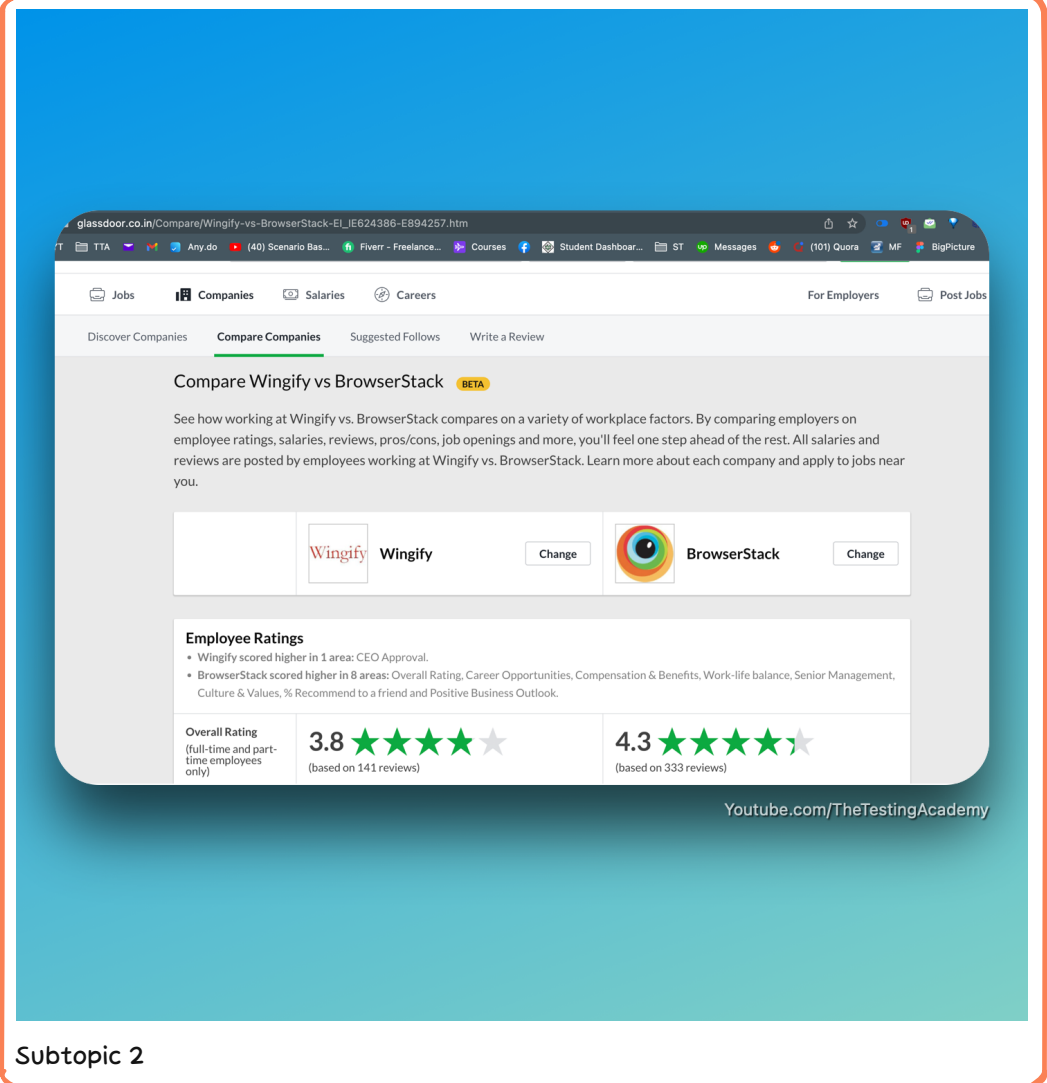 glassdoor.co.in/Compare/Wingify-vs-BrowserStack-EI_IE624386-E894257.htm
TTA Any.do (40) Scenario Bas... Fiverr - Freelance... Courses Student Dashboar... ST up Messages (101) Quora MF BigPicture
Jobs Companies Salaries Careers For Employers Post Jobs
Discover Companies Compare Companies Suggested Follows Write a Review
Compare Wingify vs BrowserStack BETA
See how working at Wingify vs. BrowserStack compares on a variety of workplace factors. By comparing employers on
employee ratings, salaries, reviews, pros/cons, job openings and more, you'll feel one step ahead of the rest. All salaries and
reviews are posted by employees working at Wingify vs. BrowserStack. Learn more about each company and apply to jobs near
you.
Wingify Wingify Change BrowserStack Change
Employee Ratings
• Wingify scored higher in 1 area: CEO Approval.
• BrowserStack scored higher in 8 areas: Overall Rating, Career Opportunities, Compensation & Benefits, Work-life balance, Senior Management,
Culture & Values, % Recommend to a friend and Positive Business Outlook.
Overall Rating
(full-time and part-
time employees
only)
3.8
(based on 141 reviews)
4.3
(based on 333 reviews)
Youtube.com/TheTestingAcademy
Subtopic 2